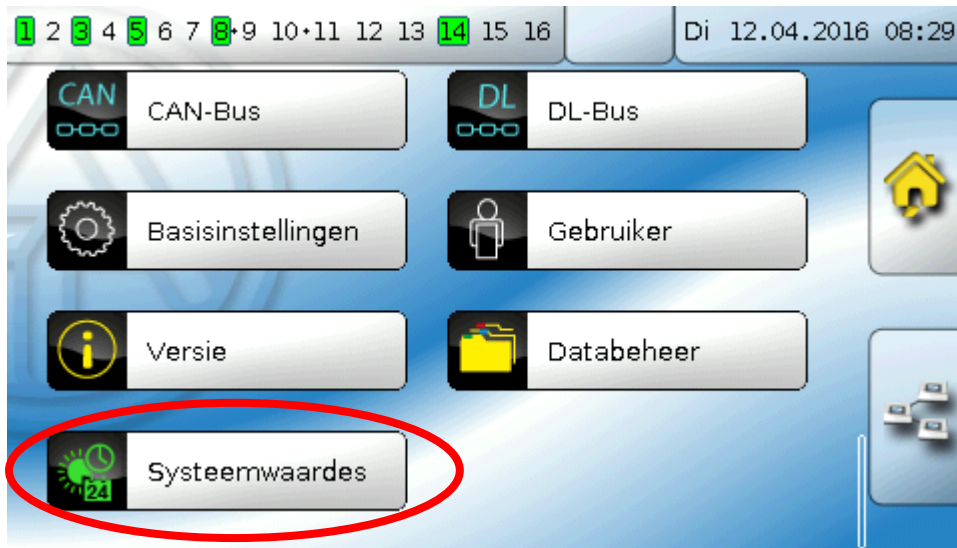 1 2 3 4 5 6 7 8•9 10•11 12 13 14 15 16 Di 12.04.2016 08:29
CAN CAN-Bus DL DL-Bus
Basisinstellingen Gebruiker
Versie Databeheer
24 Systeemwaardes